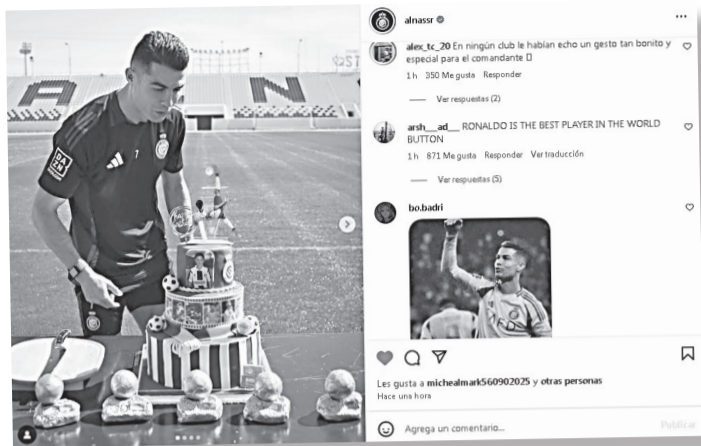 alnassr
alex_tc_20 En ningún club le habían echo un gesto tan bonito y
especial para el comandante
1 h 350 Me gusta Responder
Ver respuestas (2)
arsh___ad__ RONALDO IS THE BEST PLAYER IN THE WORLD
BUTTON
1 h 871 Me gusta Responder Ver traducción
Ver respuestas (5)
bo.badri
Les gusta a michealmark560902025 y otras personas
Hace una hora
Agrega un comentario...
Publicar
A N
DAZN
7